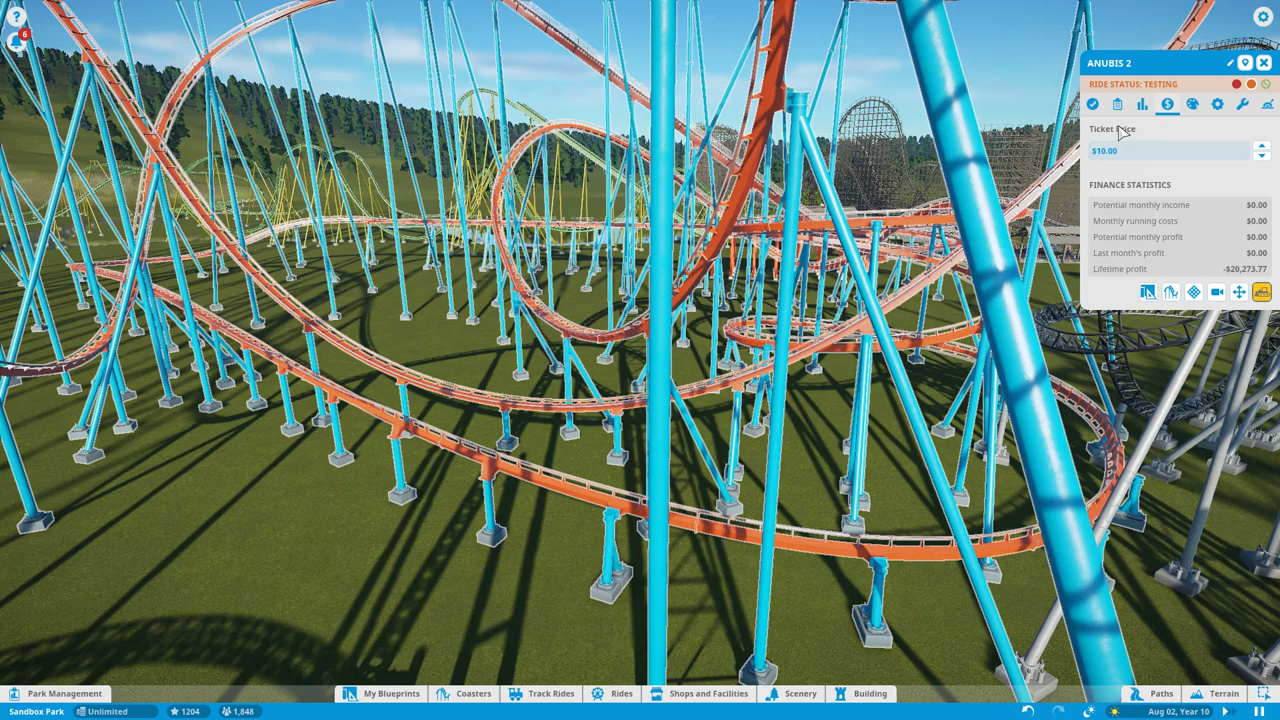 ?
6
ANUBIS 2
RIDE STATUS: TESTING
Ticket Price
$10.00
FINANCE STATISTICS
Potential monthly income $0.00
Monthly running costs $0.00
Potential monthly profit $0.00
Last month's profit $0.00
Lifetime profit -$20,273.77
Park Management My Blueprints Coasters Track Rides Rides Shops and Facilities Scenery Building Paths Terrain
Sandbox Park Unlimited 1204 1,848 Aug 02, Year 10